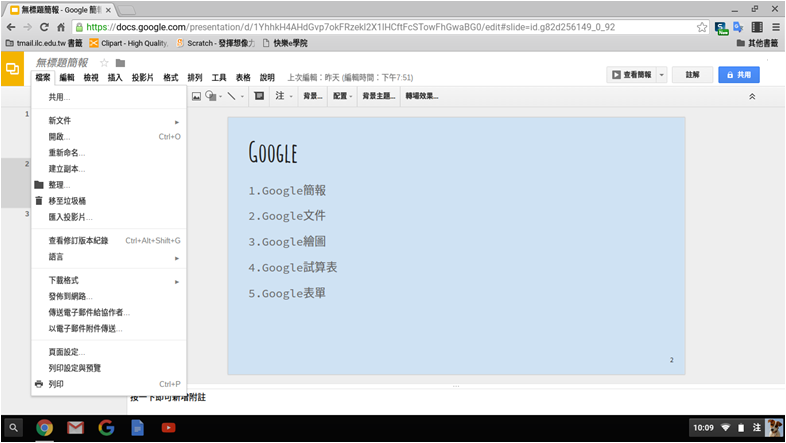 無標題簡報 - Google 簡
https://docs.google.com/presentation/d/1YhhkH4AHdGvp7okFRzekI2X1IHCftFcSTowFhGwaBG0/edit#slide=id.g82d256149_0_92
tmail.ilc.edu.tw 書籤 Clipart - High Quality, Scratch - 發揮想像力 快樂e學院 其他書籤
無標題簡報
檔案 編輯 檢視 插入 投影片 格式 排列 工具 表格 說明 上次編輯：昨天 (編輯時間：下午7:51) 查看簡報 註解 共用
注 背景... 配置 背景主題... 轉場效果...
共用...
新文件
開啟... Ctrl+O
重新命名...
建立副本...
整理...
移至垃圾桶
匯入投影片...
查看修訂版本紀錄 Ctrl+Alt+Shift+G
語言
下載格式
發佈到網路...
傳送電子郵件給協作者...
以電子郵件附件傳送...
頁面設定...
列印設定與預覽
列印 Ctrl+P
1
2
3
Google
1.Google簡報
2.Google文件
3.Google繪圖
4.Google試算表
5.Google表單
2
按一下即可新增附註
10:09 注